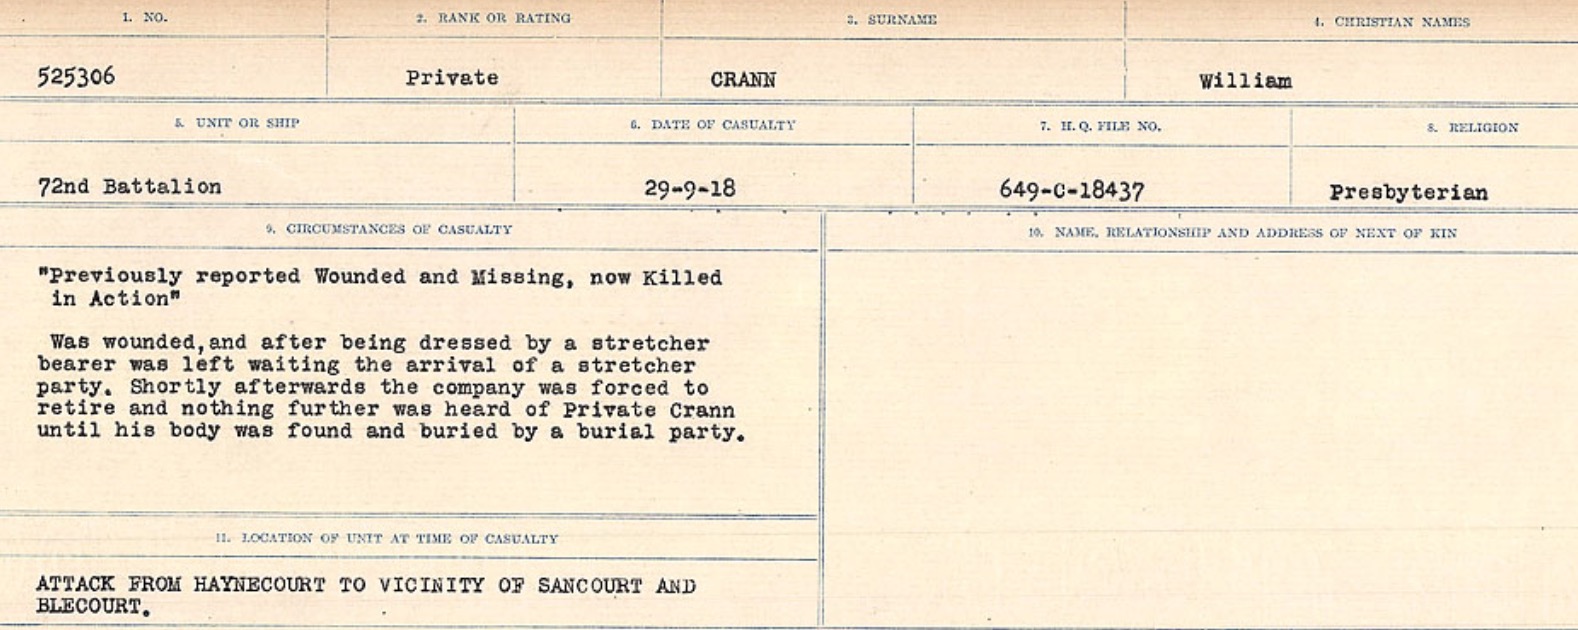 1. NO. 2. RANK OR RATING 3. SURNAME 4. CHRISTIAN NAMES
525306 Private CRANN William
5. UNIT OR SHIP 6. DATE OF CASUALTY 7. H.Q. FILE NO. 8. RELIGION
72nd Battalion 29-9-18 649-C-18437 Presbyterian
9. CIRCUMSTANCES OF CASUALTY 10. NAME, RELATIONSHIP AND ADDRESS OF NEXT OF KIN
"Previously reported Wounded and Missing, now Killed
in Action"
Was wounded, and after being dressed by a stretcher
bearer was left waiting the arrival of a stretcher
party. Shortly afterwards the company was forced to
retire and nothing further was heard of Private Crann
until his body was found and buried by a burial party.
11. LOCATION OF UNIT AT TIME OF CASUALTY
ATTACK FROM HAYNECOURT TO VICINITY OF SANCOURT AND
BLECOURT.